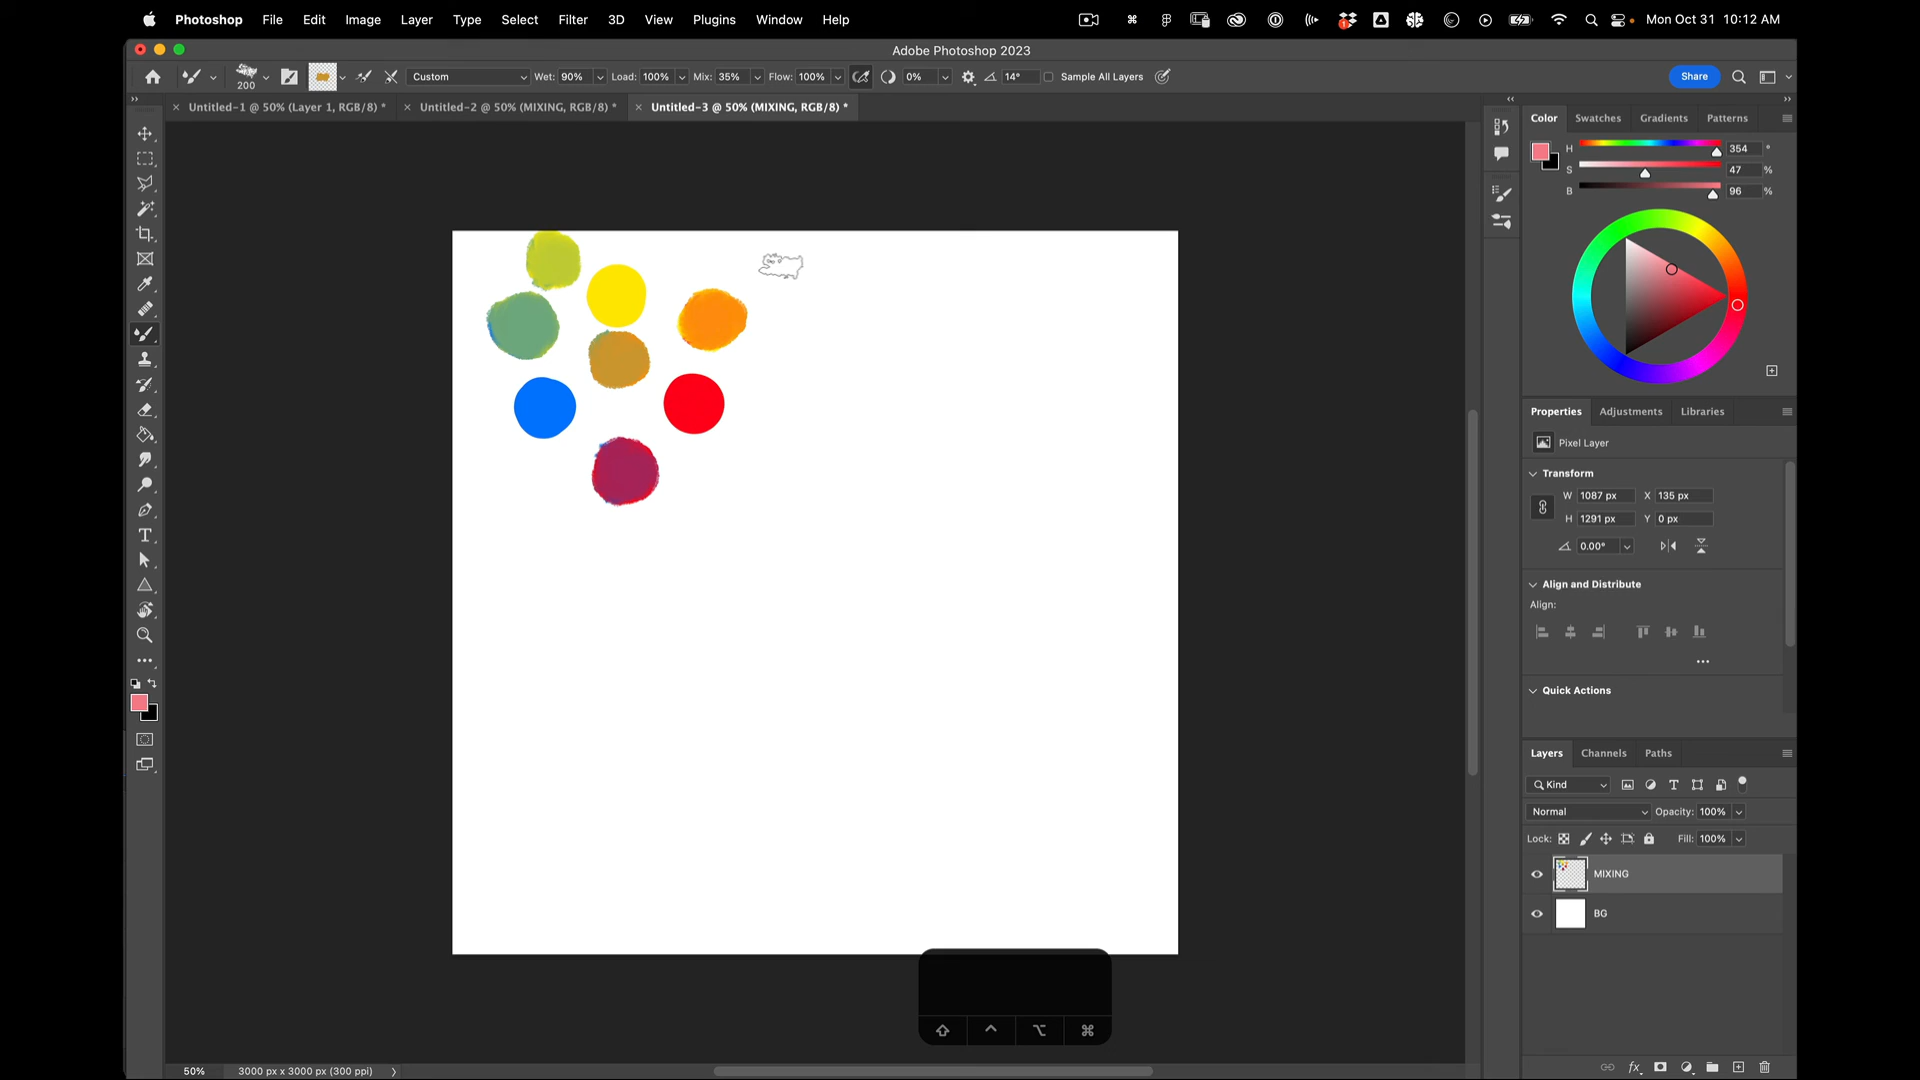 Photoshop File Edit Image Layer Type Select Filter 3D View Plugins Window Help Mon Oct 31 10:12 AM
Adobe Photoshop 2023
200 Custom Wet: 90% Load: 100% Mix: 35% Flow: 100% 0% 14° Sample All Layers Share
Untitled-1 @ 50% (Layer 1, RGB/8) * Untitled-2 @ 50% (MIXING, RGB/8) * Untitled-3 @ 50% (MIXING, RGB/8) *
Color Swatches Gradients Patterns
H 354 °
S 47 %
B 96 %
Properties Adjustments Libraries
Pixel Layer
Transform
W 1087 px X 135 px
H 1291 px Y 0 px
0.00°
Align and Distribute
Align:
Quick Actions
Layers Channels Paths
Kind
Normal Opacity: 100%
Lock: Fill: 100%
MIXING
BG
50% 3000 px x 3000 px (300 ppi)